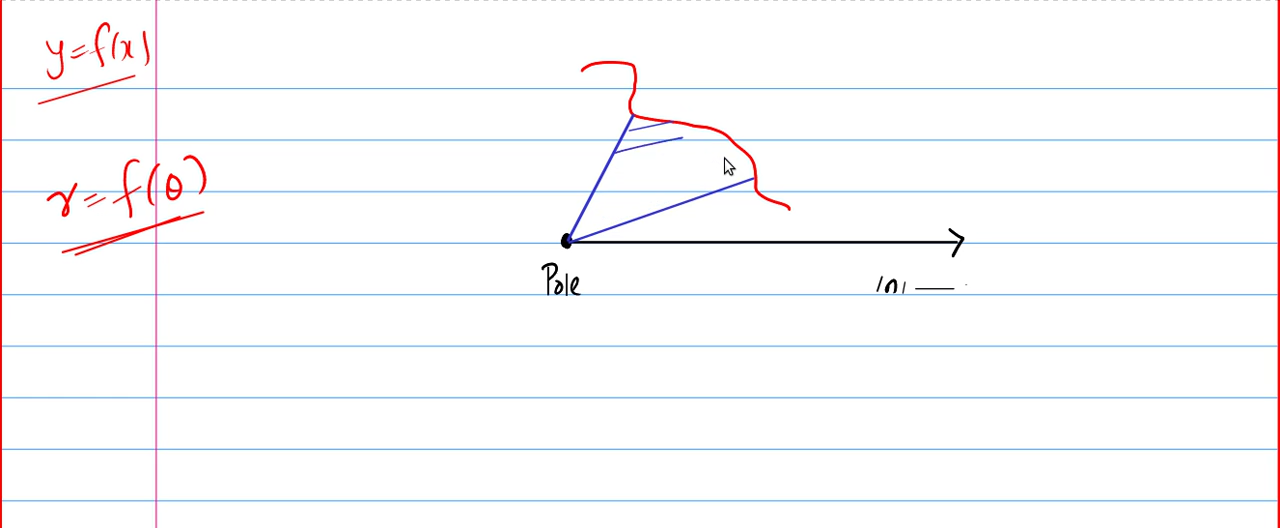 y=f(x)
r=f(θ)
Pole